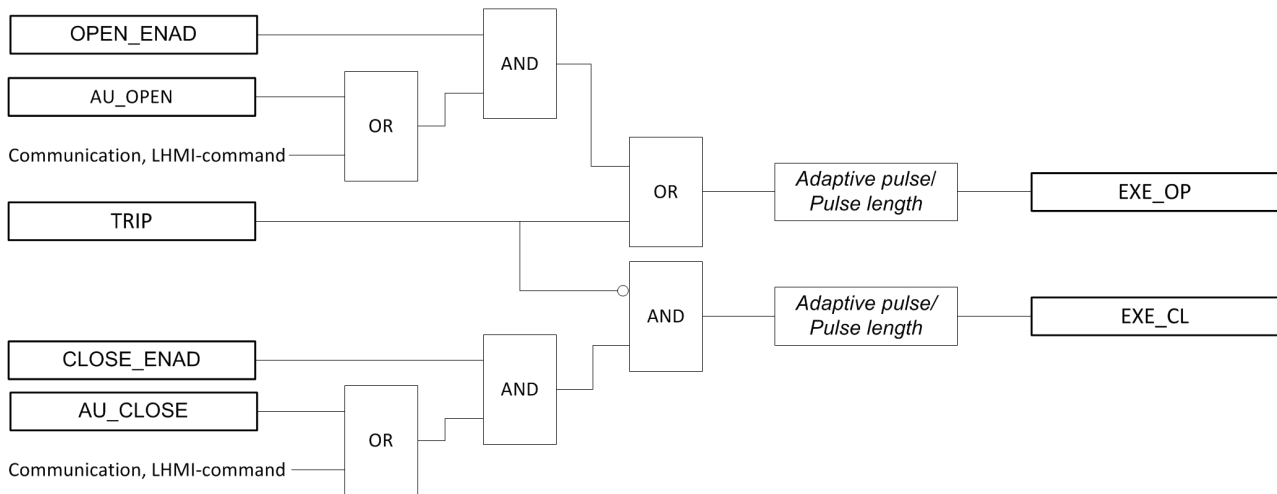 OPEN_ENAD
AND
AU_OPEN
OR
Communication, LHMI-command
OR
Adaptive pulse/
Pulse length
EXE_OP
TRIP
AND
Adaptive pulse/
Pulse length
EXE_CL
CLOSE_ENAD
AND
AU_CLOSE
OR
Communication, LHMI-command